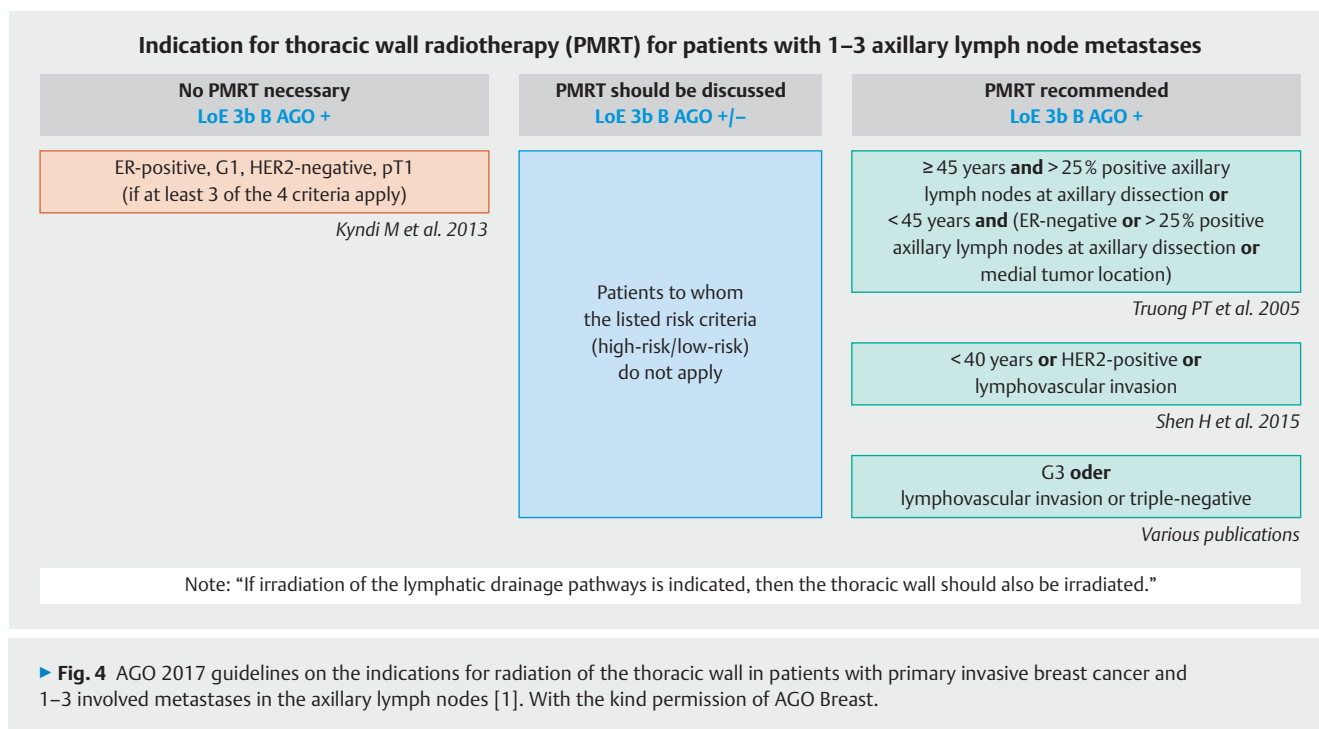 Indication for thoracic wall radiotherapy (PMRT) for patients with 1–3 axillary lymph node metastases
No PMRT necessary
LoE 3b B AGO +
ER-positive, G1, HER2-negative, pT1
(if at least 3 of the 4 criteria apply)
Kyndi M et al. 2013
PMRT should be discussed
LoE 3b B AGO +/–
Patients to whom
the listed risk criteria
(high-risk/low-risk)
do not apply
PMRT recommended
LoE 3b B AGO +
≥ 45 years and > 25 % positive axillary
lymph nodes at axillary dissection or
< 45 years and (ER-negative or > 25 % positive
axillary lymph nodes at axillary dissection or
medial tumor location)
Truong PT et al. 2005
< 40 years or HER2-positive or
lymphovascular invasion
Shen H et al. 2015
G3 oder
lymphovascular invasion or triple-negative
Various publications
Note: “If irradiation of the lymphatic drainage pathways is indicated, then the thoracic wall should also be irradiated.”
▶ Fig. 4 AGO 2017 guidelines on the indications for radiation of the thoracic wall in patients with primary invasive breast cancer and
1–3 involved metastases in the axillary lymph nodes [1]. With the kind permission of AGO Breast.